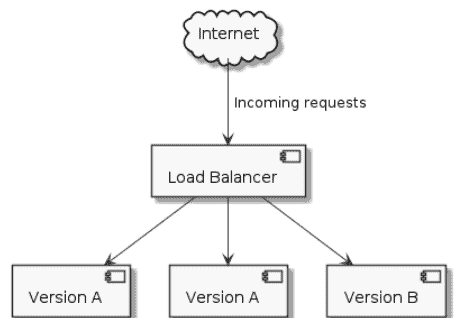 Internet
Incoming requests
Load Balancer
Version A
Version A
Version B